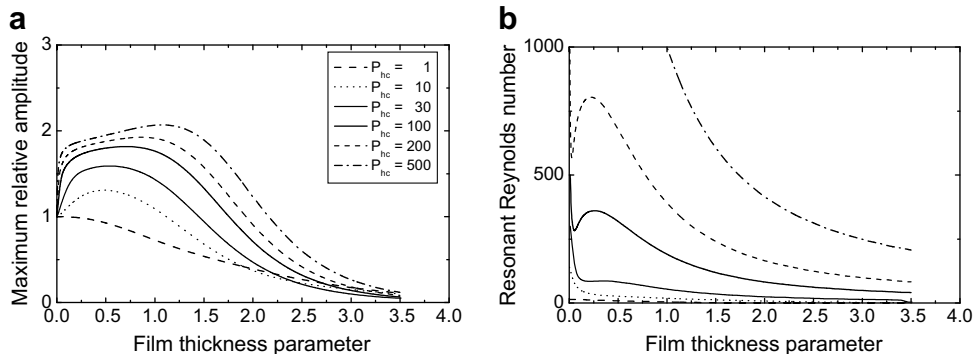 a
3
2
1
0
0.0 0.5 1.0 1.5 2.0 2.5 3.0 3.5 4.0
Maximum relative amplitude
Film thickness parameter
P_hc = 1
P_hc = 10
P_hc = 30
P_hc = 100
P_hc = 200
P_hc = 500
b
1000
500
0
0.0 0.5 1.0 1.5 2.0 2.5 3.0 3.5 4.0
Resonant Reynolds number
Film thickness parameter